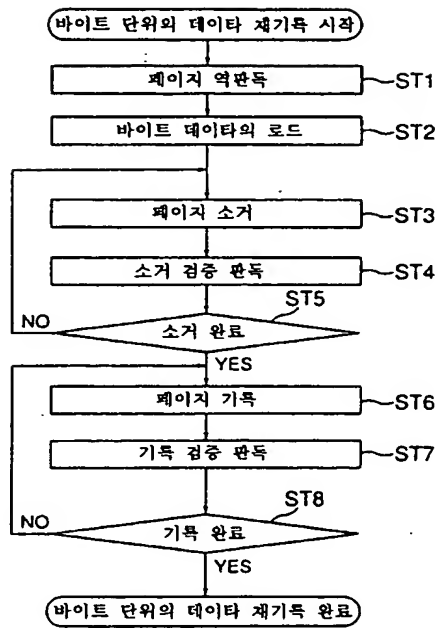 바이트 단위의 데이타 재기록 시작
페이지 역판독
ST1
바이트 데이타의 로드
ST2
페이지 소거
ST3
소거 검증 판독
ST4
ST5
NO
소거 완료
YES
페이지 기록
ST6
기록 검증 판독
ST7
ST8
NO
기록 완료
YES
바이트 단위의 데이타 재기록 완료